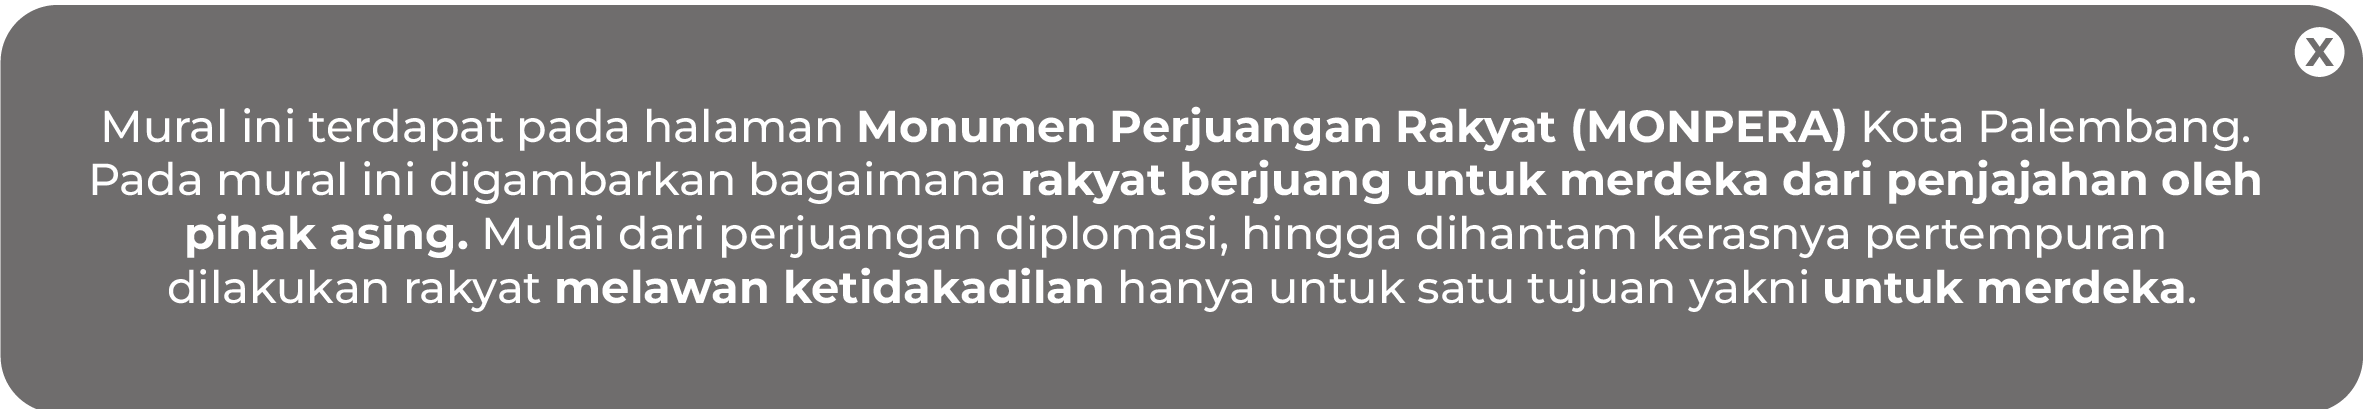 X
Mural ini terdapat pada halaman Monumen Perjuangan Rakyat (MONPERA) Kota Palembang.
Pada mural ini digambarkan bagaimana rakyat berjuang untuk merdeka dari penjajahan oleh
pihak asing. Mulai dari perjuangan diplomasi, hingga dihantam kerasnya pertempuran
dilakukan rakyat melawan ketidakadilan hanya untuk satu tujuan yakni untuk merdeka.